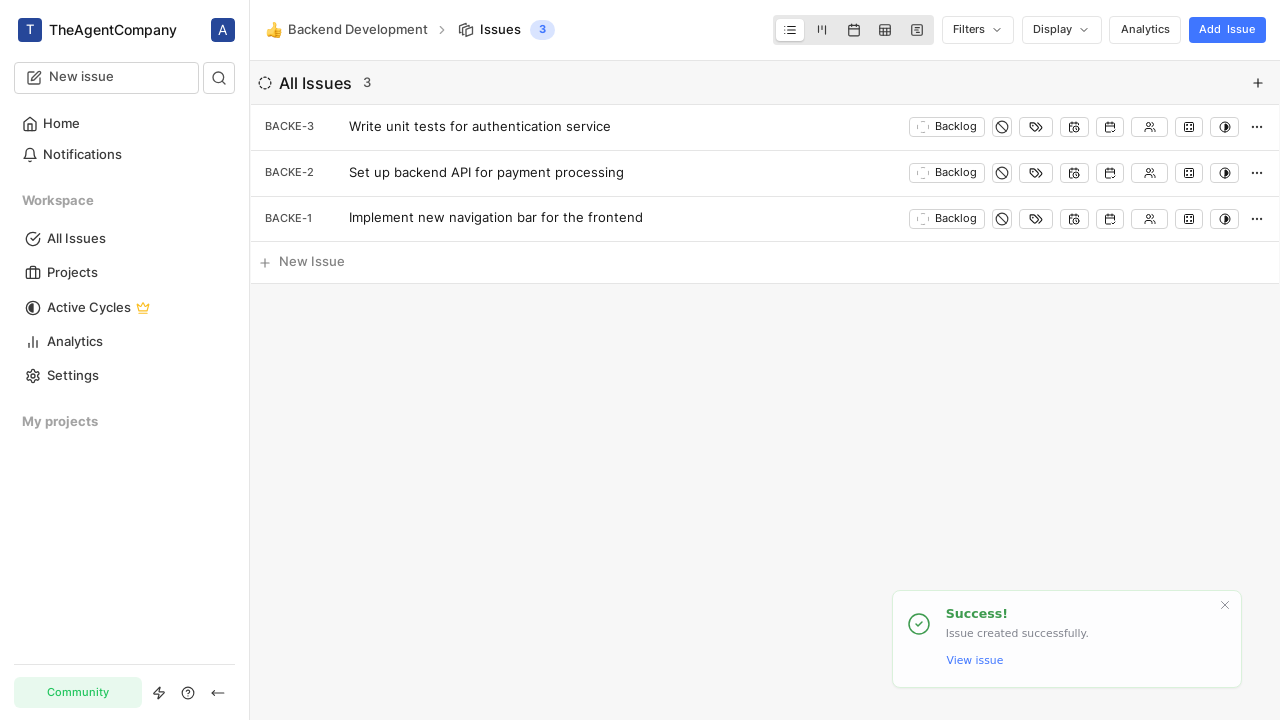 T TheAgentCompany A
New issue
Home
Notifications
Workspace
All Issues
Projects
Active Cycles
Analytics
Settings
My projects
Community
Backend Development Issues 3
Filters Display Analytics Add Issue
All Issues 3
BACKE-3 Write unit tests for authentication service Backlog
BACKE-2 Set up backend API for payment processing Backlog
BACKE-1 Implement new navigation bar for the frontend Backlog
New Issue
Success!
Issue created successfully.
View issue